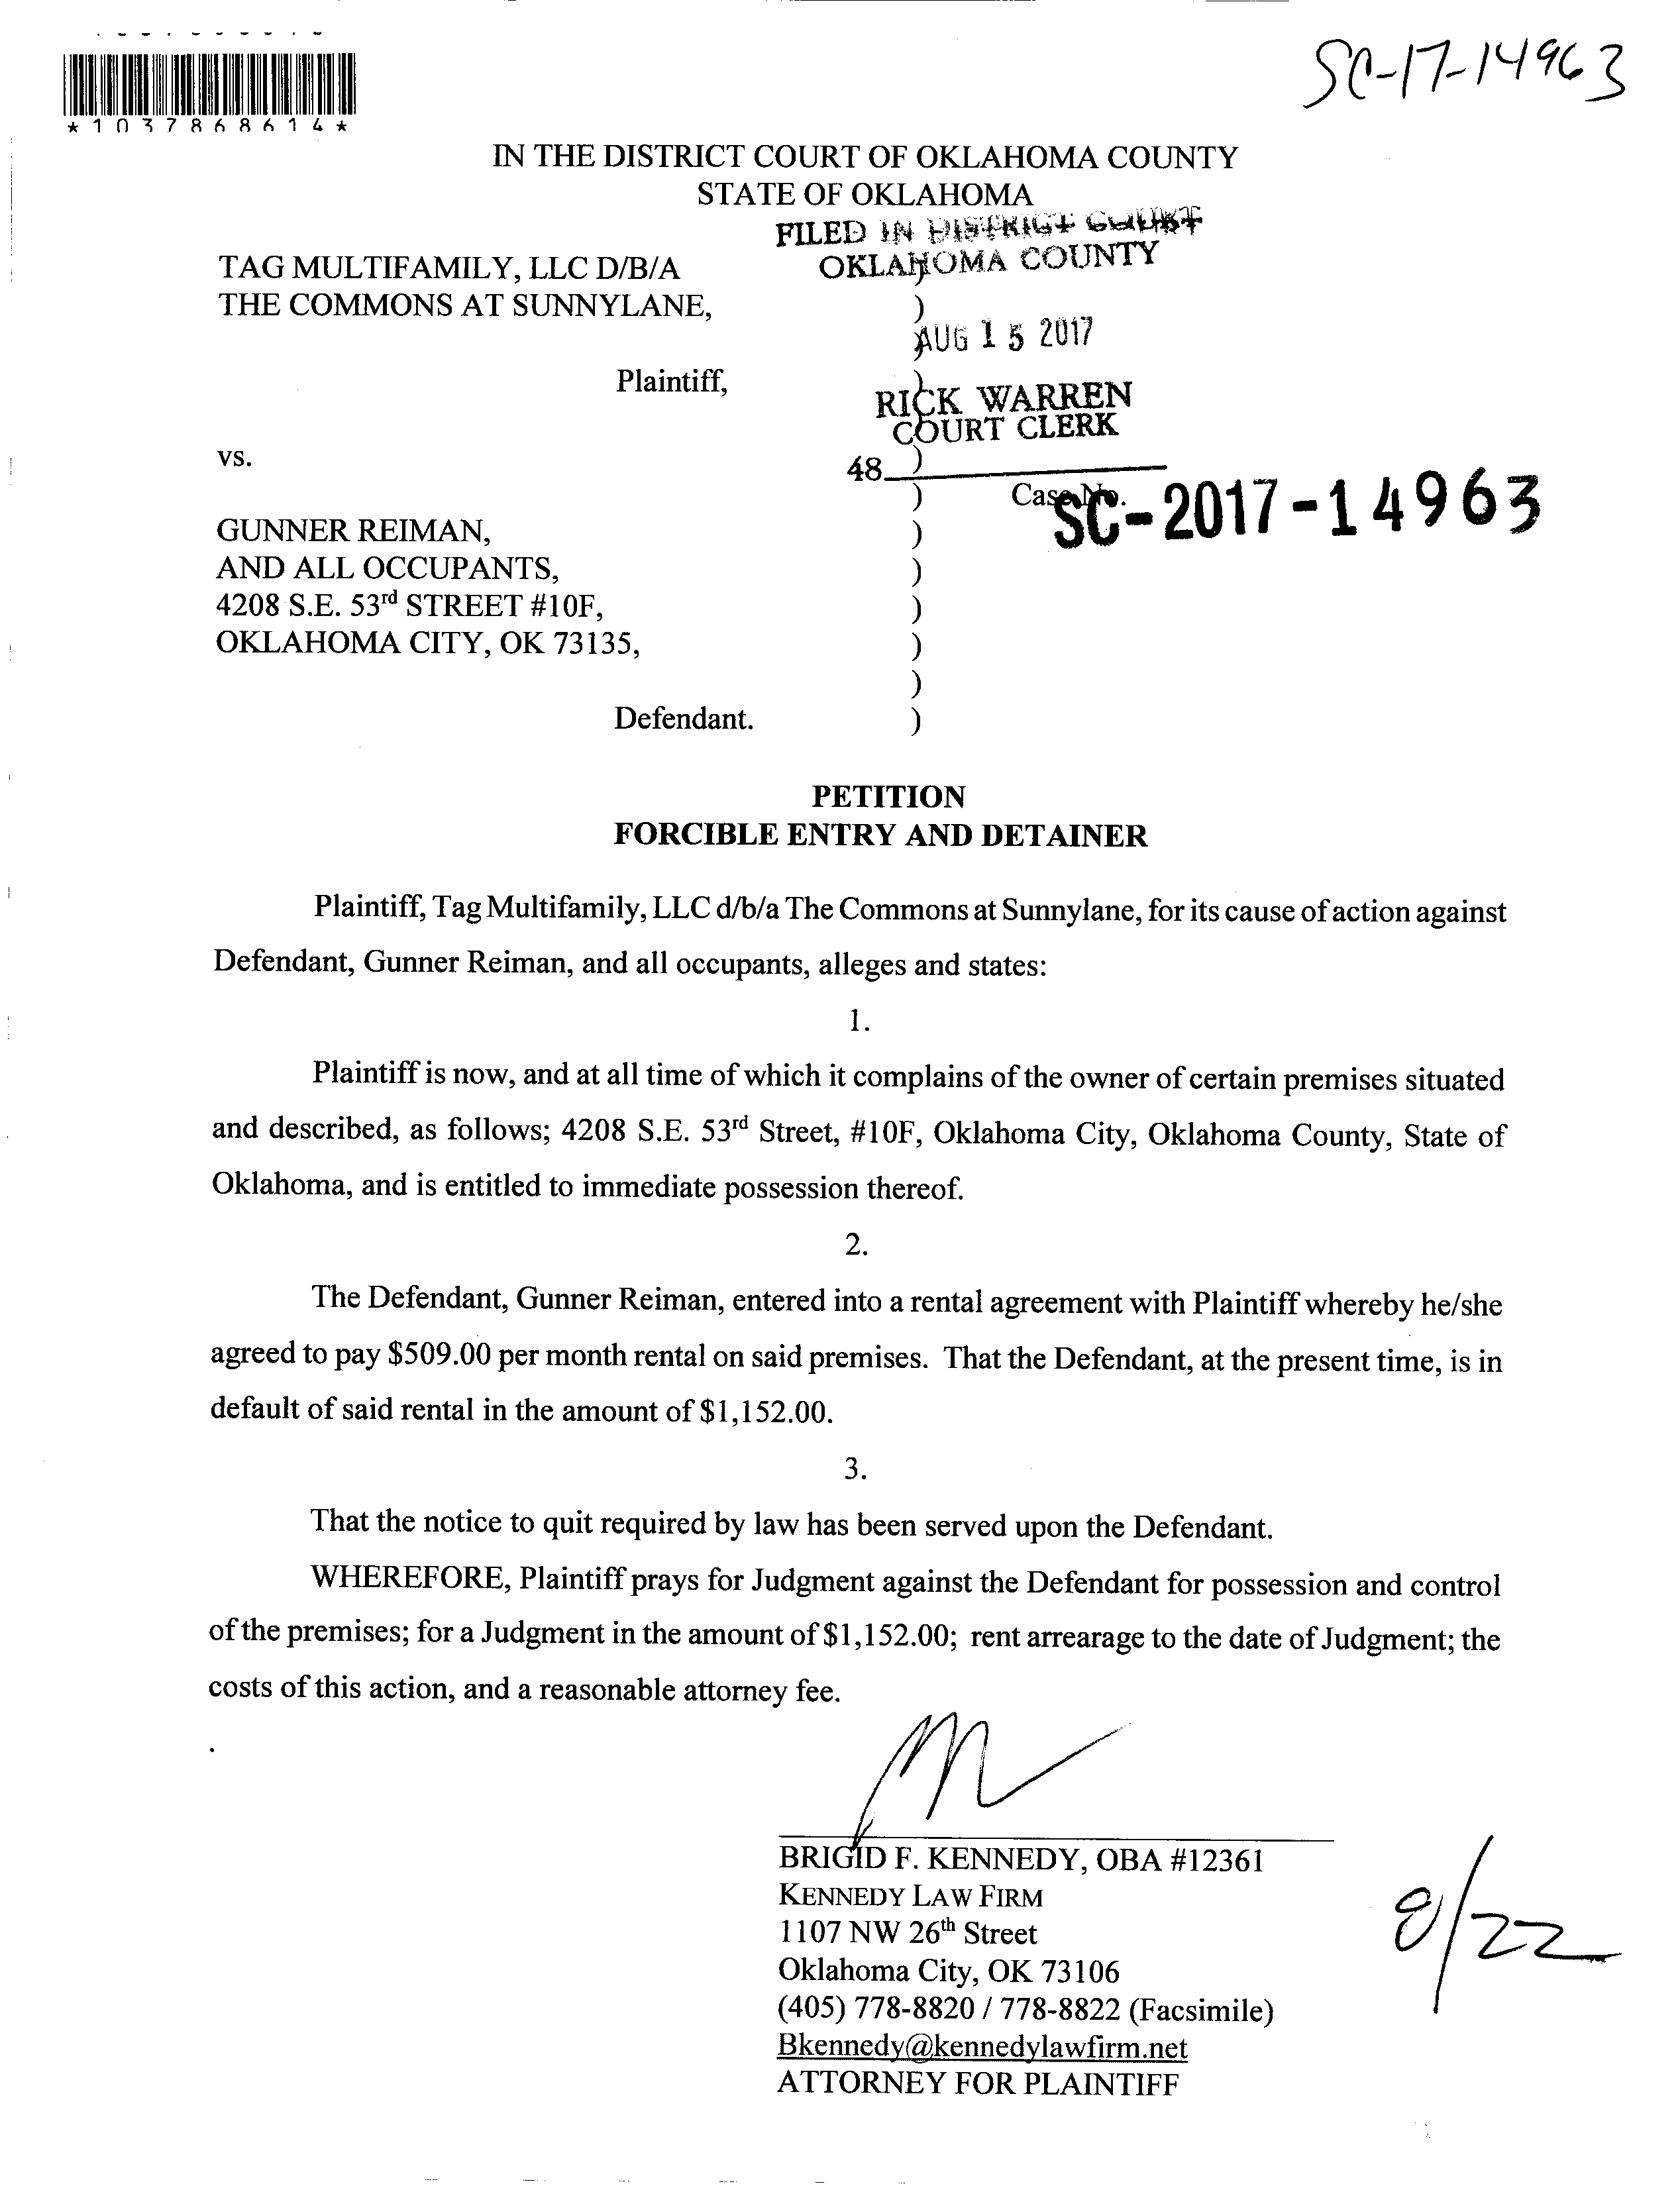 SC-17-14963
*1037868614*
IN THE DISTRICT COURT OF OKLAHOMA COUNTY
STATE OF OKLAHOMA
FILED IN DISTRICT COURT
OKLAHOMA COUNTY
TAG MULTIFAMILY, LLC D/B/A )
THE COMMONS AT SUNNYLANE, )
AUG 15 2017 )
Plaintiff, )
RICK WARREN
COURT CLERK )
vs. )
48
) Case No. SC-2017-14963
GUNNER REIMAN, )
AND ALL OCCUPANTS, )
4208 S.E. 53rd STREET #10F, )
OKLAHOMA CITY, OK 73135, )
)
Defendant. )
PETITION
FORCIBLE ENTRY AND DETAINER
Plaintiff, Tag Multifamily, LLC d/b/a The Commons at Sunnylane, for its cause of action against
Defendant, Gunner Reiman, and all occupants, alleges and states:
1.
Plaintiff is now, and at all time of which it complains of the owner of certain premises situated
and described, as follows; 4208 S.E. 53rd Street, #10F, Oklahoma City, Oklahoma County, State of
Oklahoma, and is entitled to immediate possession thereof.
2.
The Defendant, Gunner Reiman, entered into a rental agreement with Plaintiff whereby he/she
agreed to pay $509.00 per month rental on said premises. That the Defendant, at the present time, is in
default of said rental in the amount of $1,152.00.
3.
That the notice to quit required by law has been served upon the Defendant.
WHEREFORE, Plaintiff prays for Judgment against the Defendant for possession and control
of the premises; for a Judgment in the amount of $1,152.00; rent arrearage to the date of Judgment; the
costs of this action, and a reasonable attorney fee.
BRIGID F. KENNEDY, OBA #12361
KENNEDY LAW FIRM
1107 NW 26th Street
Oklahoma City, OK 73106
(405) 778-8820 / 778-8822 (Facsimile)
Bkennedy@kennedylawfirm.net
ATTORNEY FOR PLAINTIFF
8/22